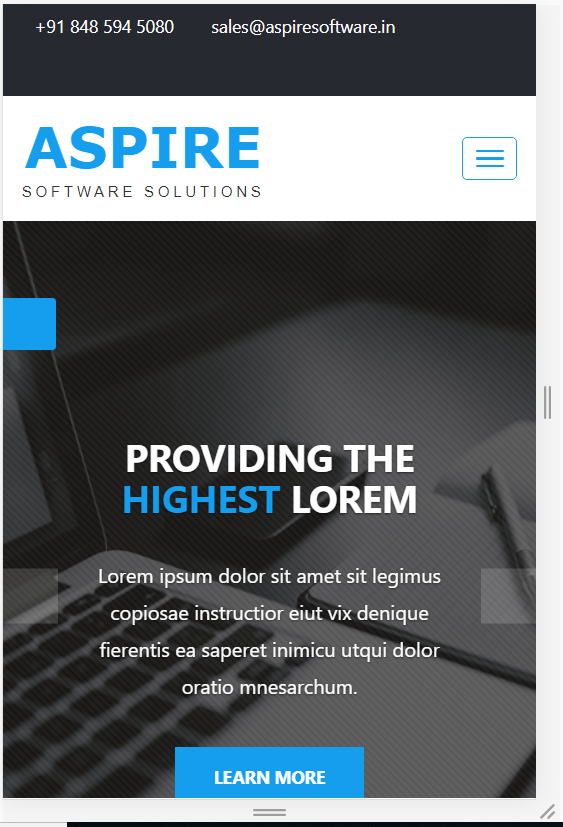 +91 848 594 5080 sales@aspiresoftware.in
ASPIRE
SOFTWARE SOLUTIONS
PROVIDING THE
HIGHEST LOREM
Lorem ipsum dolor sit amet sit legimus
copiosae instructior eiut vix denique
fierentis ea saperet inimicu utqui dolor
oratio mnesarchum.
LEARN MORE